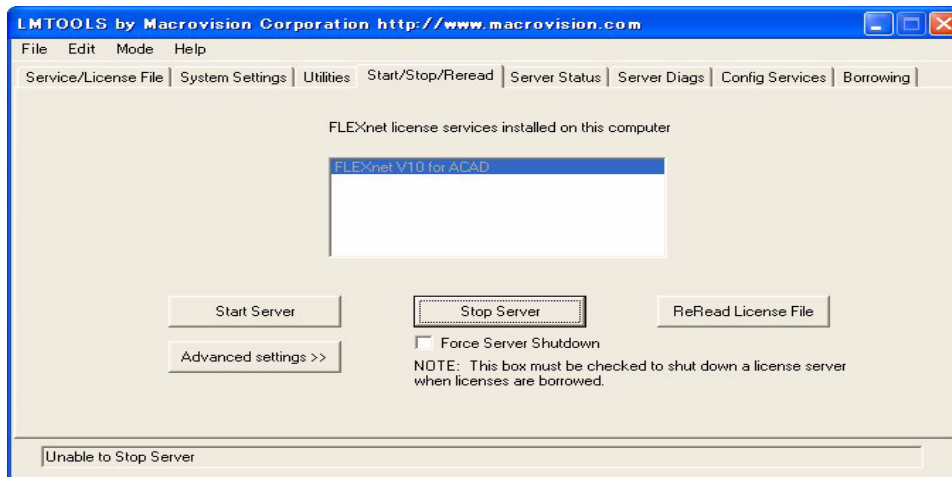 LMTOOLS by Macrovision Corporation http://www.macrovision.com
File Edit Mode Help
Service/License File System Settings Utilities Start/Stop/Reread Server Status Server Diags Config Services Borrowing
FLEXnet license services installed on this computer
FLEXnet V10 for ACAD
Start Server Stop Server ReRead License File
Force Server Shutdown
Advanced settings >>
NOTE: This box must be checked to shut down a license server
when licenses are borrowed.
Unable to Stop Server